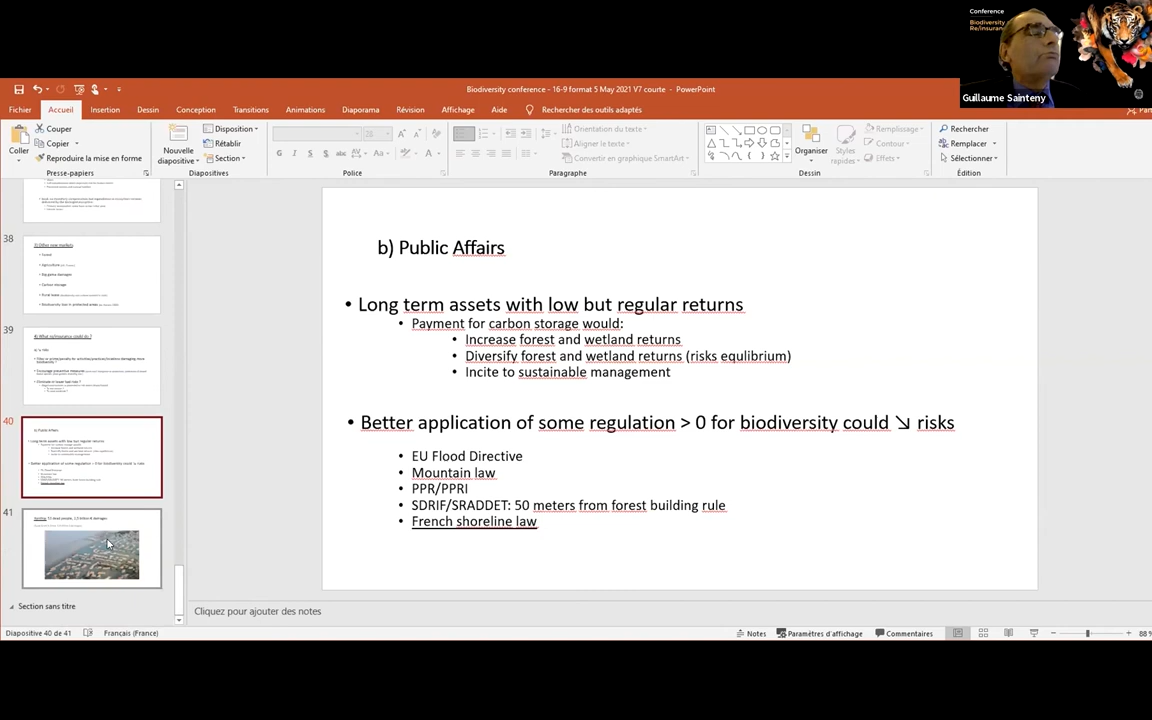 Conference
Biodiversity
Re/insurance
Guillaume Sainteny
Biodiversity conference - 16-9 format 5 May 2021 V7 courte - PowerPoint
Fichier Accueil Insertion Dessin Conception Transitions Animations Diaporama Révision Affichage Aide Rechercher des outils adaptés
Coller
Couper
Copier
Reproduire la mise en forme
Presse-papiers
Nouvelle diapositive
Disposition
Rétablir
Section
Diapositives
Police
Orientation du texte
Aligner le texte
Convertir en graphique SmartArt
Paragraphe
Organiser
Styles rapides
Remplissage
Contour
Effets
Dessin
Rechercher
Remplacer
Sélectionner
Édition
38
39
40
41
b) Public Affairs
• Long term assets with low but regular returns
• Payment for carbon storage would:
• Increase forest and wetland returns
• Diversify forest and wetland returns (risks equlibrium)
• Incite to sustainable management
• Better application of some regulation > 0 for biodiversity could ↘ risks
• EU Flood Directive
• Mountain law
• PPR/PPRI
• SDRIF/SRADDET: 50 meters from forest building rule
• French shoreline law
Section sans titre
Cliquez pour ajouter des notes
Diapositive 40 de 41 Français (France) Notes Paramètres d'affichage Commentaires 88 %